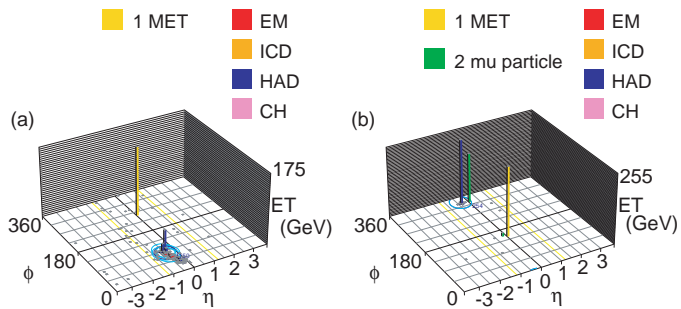 1 MET
EM
ICD
HAD
CH
(a)
175
ET
(GeV)
360
180
0
ϕ
-3 -2 -1 0 1 2 3
η
1 MET
2 mu particle
EM
ICD
HAD
CH
(b)
255
ET
(GeV)
360
180
0
ϕ
-3 -2 -1 0 1 2 3
η